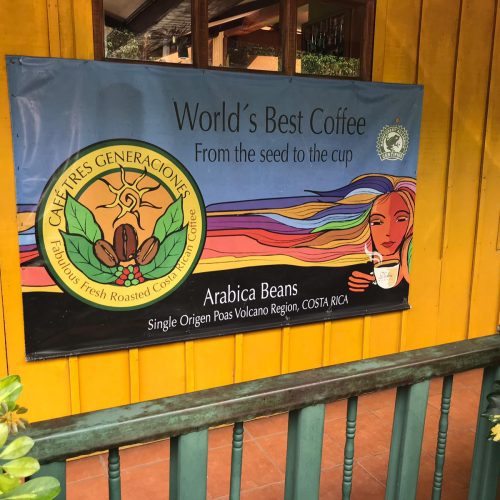 World´s Best Coffee
From the seed to the cup
CAFÉ TRES GENERACIONES
Fabulous Fresh Roasted Costa Rican Coffee
Arabica Beans
Single Origen Poas Volcano Region, COSTA RICA